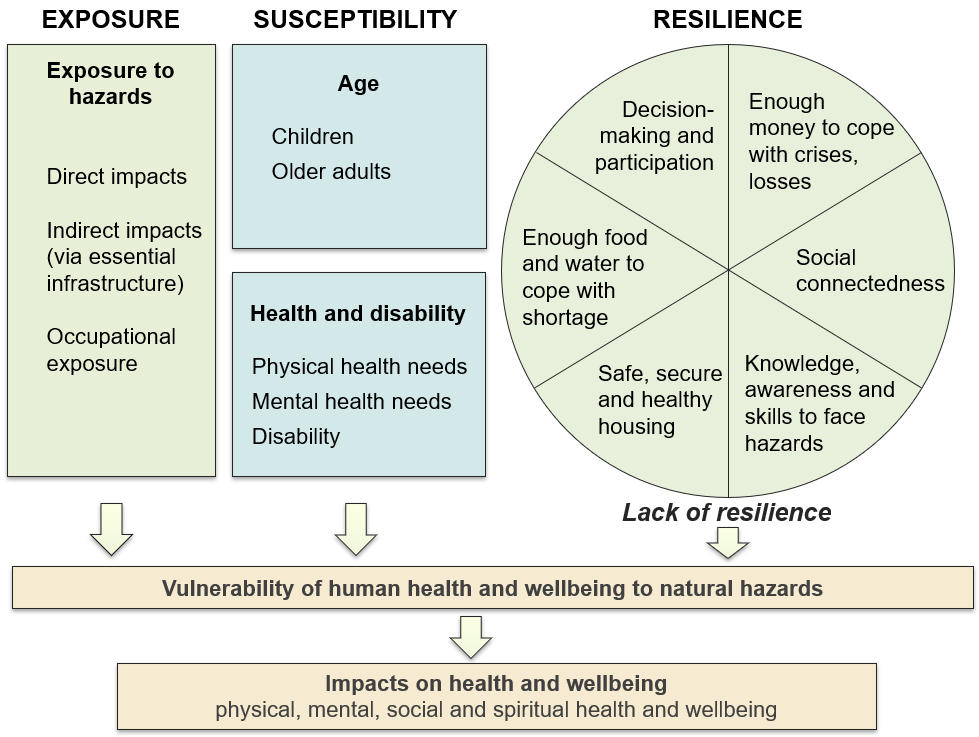 EXPOSURE
Exposure to
hazards
Direct impacts
Indirect impacts
(via essential
infrastructure)
Occupational
exposure
SUSCEPTIBILITY
Age
Children
Older adults
Health and disability
Physical health needs
Mental health needs
Disability
RESILIENCE
Decision-
making and
participation
Enough
money to cope
with crises,
losses
Social
connectedness
Knowledge,
awareness and
skills to face
hazards
Safe, secure
and healthy
housing
Enough food
and water to
cope with
shortage
Lack of resilience
Vulnerability of human health and wellbeing to natural hazards
Impacts on health and wellbeing
physical, mental, social and spiritual health and wellbeing